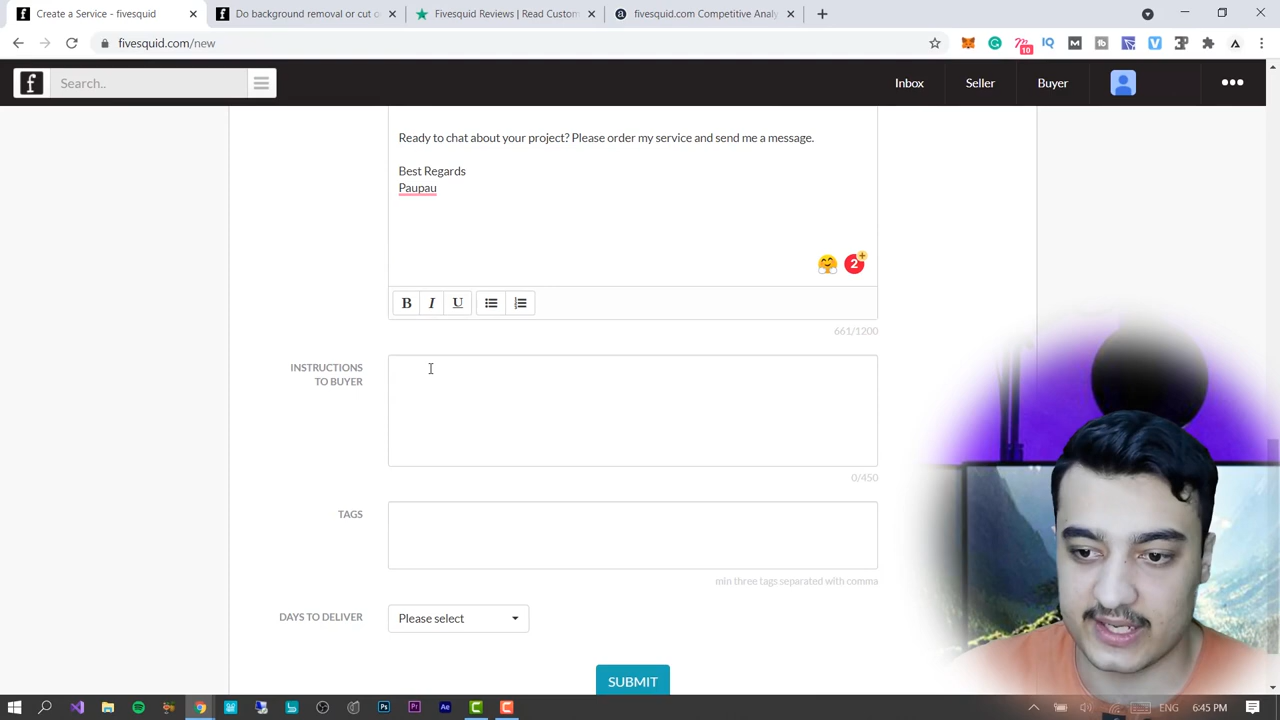 Create a Service - fivesquid
Do background removal or cut o
Fivesquid Reviews | Read Custom
fivesquid.com Competitive Analy
fivesquid.com/new
10
f
Search..
Inbox
Seller
Buyer
Ready to chat about your project? Please order my service and send me a message.
Best Regards
Paupau
2
B
I
U
661/1200
INSTRUCTIONS
TO BUYER
0/450
TAGS
min three tags separated with comma
DAYS TO DELIVER
Please select
SUBMIT
ENG
6:45 PM